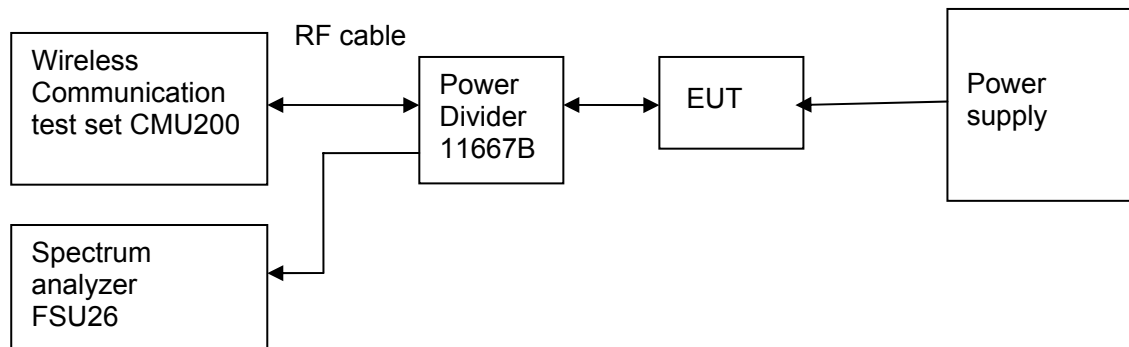 RF cable
Wireless
Communication
test set CMU200
Power
Divider
11667B
EUT
Power
supply
Spectrum
analyzer
FSU26